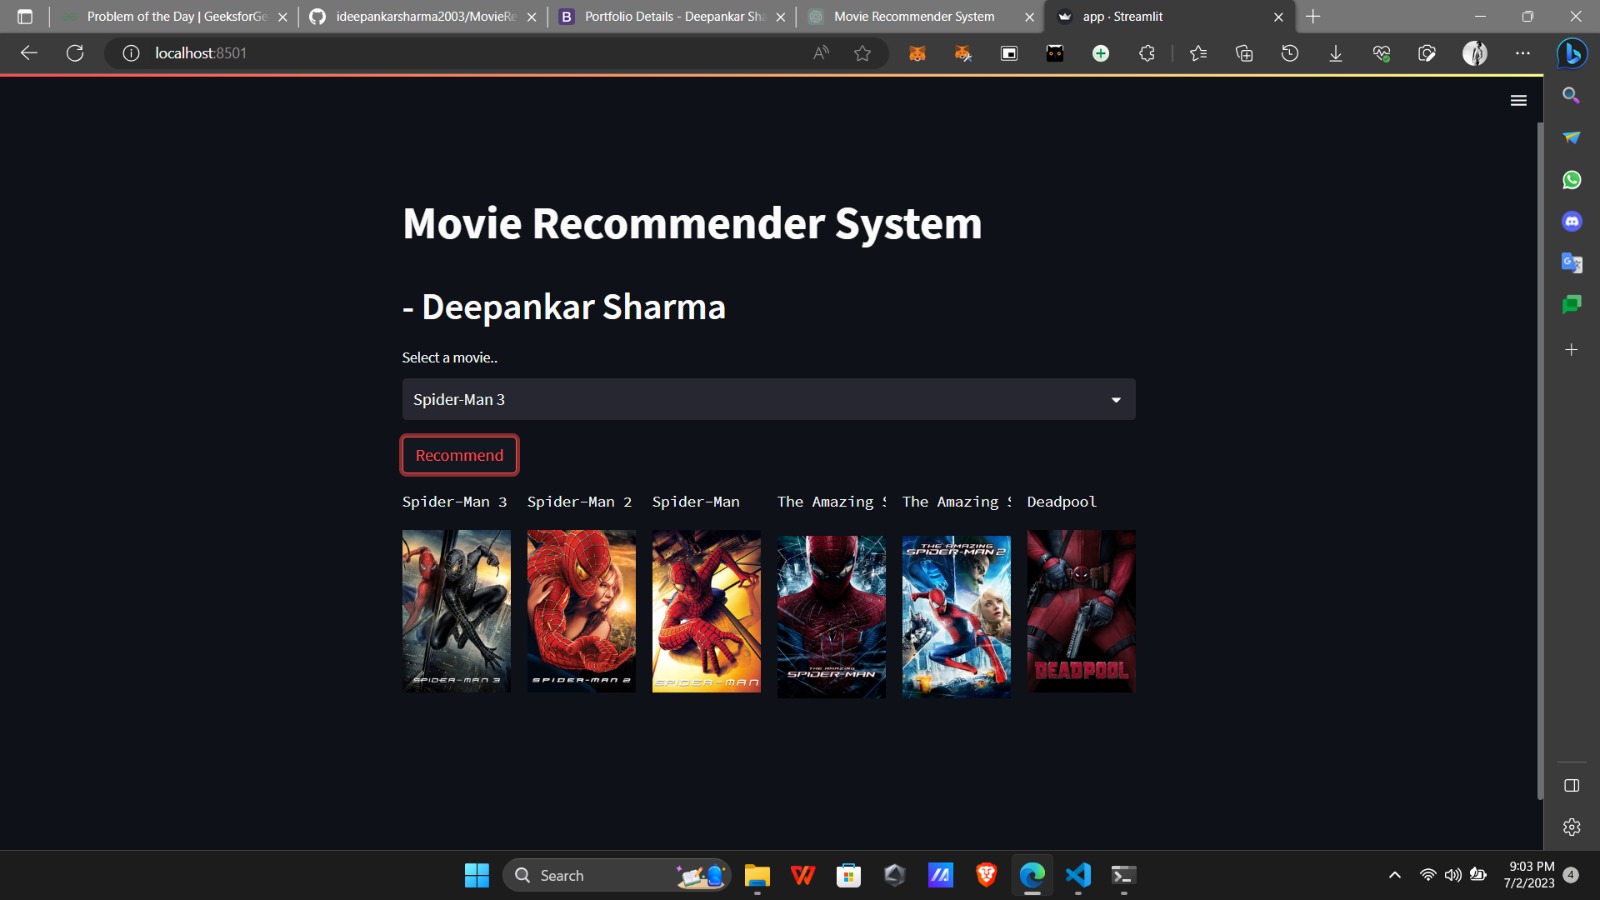 Problem of the Day | GeeksforGe
ideepankarsharma2003/MovieRe
Portfolio Details - Deepankar Sha
Movie Recommender System
app · Streamlit
localhost:8501
Movie Recommender System
- Deepankar Sharma
Select a movie..
Spider-Man 3
Recommend
Spider-Man 3
Spider-Man 2
Spider-Man
The Amazing S
The Amazing S
Deadpool
SPIDER-MAN 3
SPIDER-MAN 2
SPIDER-MAN
THE AMAZING
SPIDER-MAN
THE AMAZING
SPIDER-MAN 2
DEADPOOL
Search
9:03 PM
7/2/2023
4